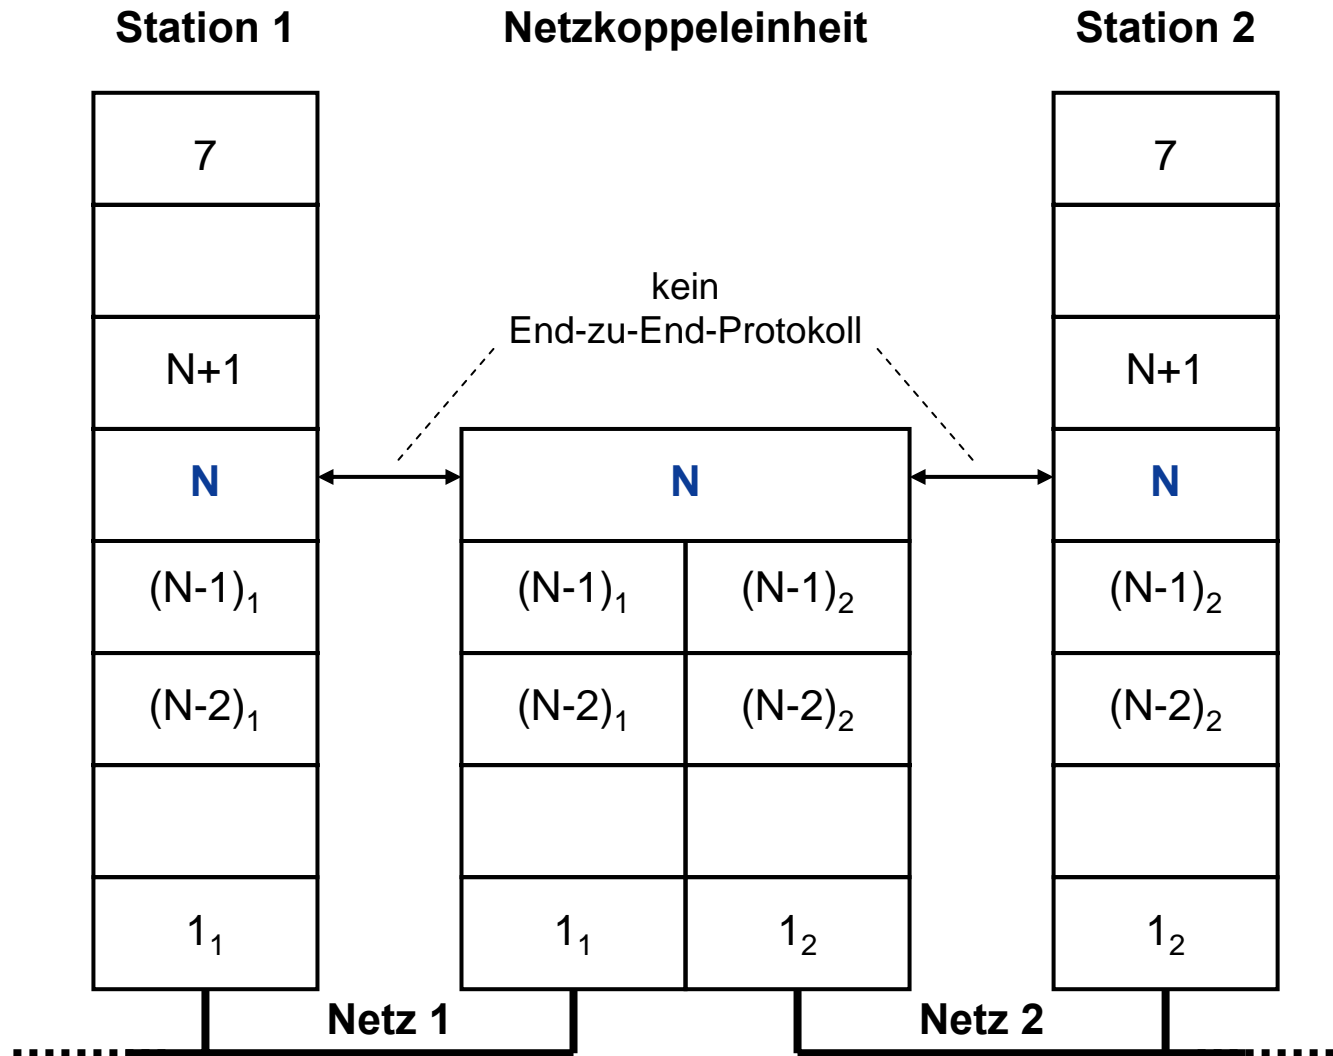 Station 1 Netzkoppeleinheit Station 2
7 7
kein
End-zu-End-Protokoll
N+1 N+1
N N N
(N-1)₁ (N-1)₁ (N-1)₂ (N-1)₂
(N-2)₁ (N-2)₁ (N-2)₂ (N-2)₂
1₁ 1₁ 1₂ 1₂
Netz 1 Netz 2